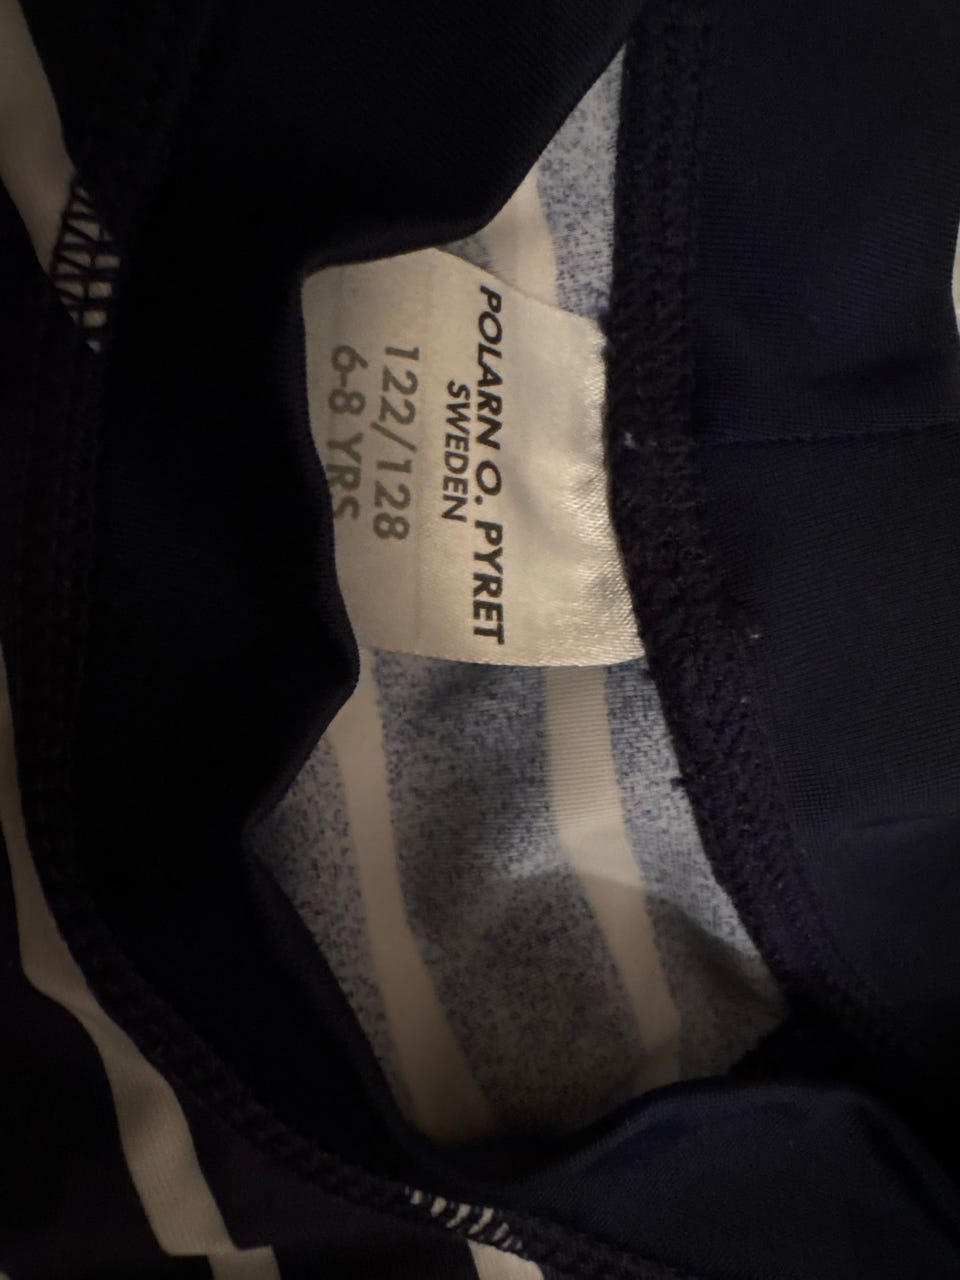 POLARN O. PYRET
SWEDEN
122/128
6-8 YRS